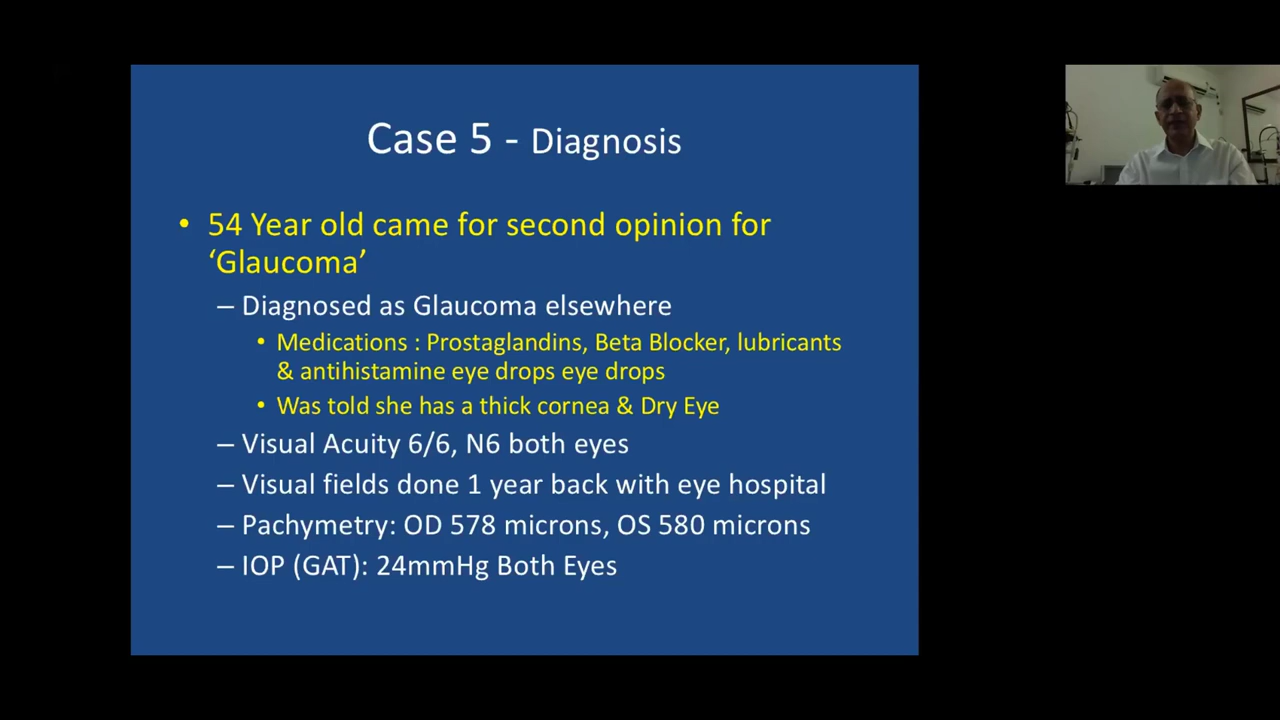 Case 5 - Diagnosis
• 54 Year old came for second opinion for
‘Glaucoma’
– Diagnosed as Glaucoma elsewhere
• Medications : Prostaglandins, Beta Blocker, lubricants
& antihistamine eye drops eye drops
• Was told she has a thick cornea & Dry Eye
– Visual Acuity 6/6, N6 both eyes
– Visual fields done 1 year back with eye hospital
– Pachymetry: OD 578 microns, OS 580 microns
– IOP (GAT): 24mmHg Both Eyes